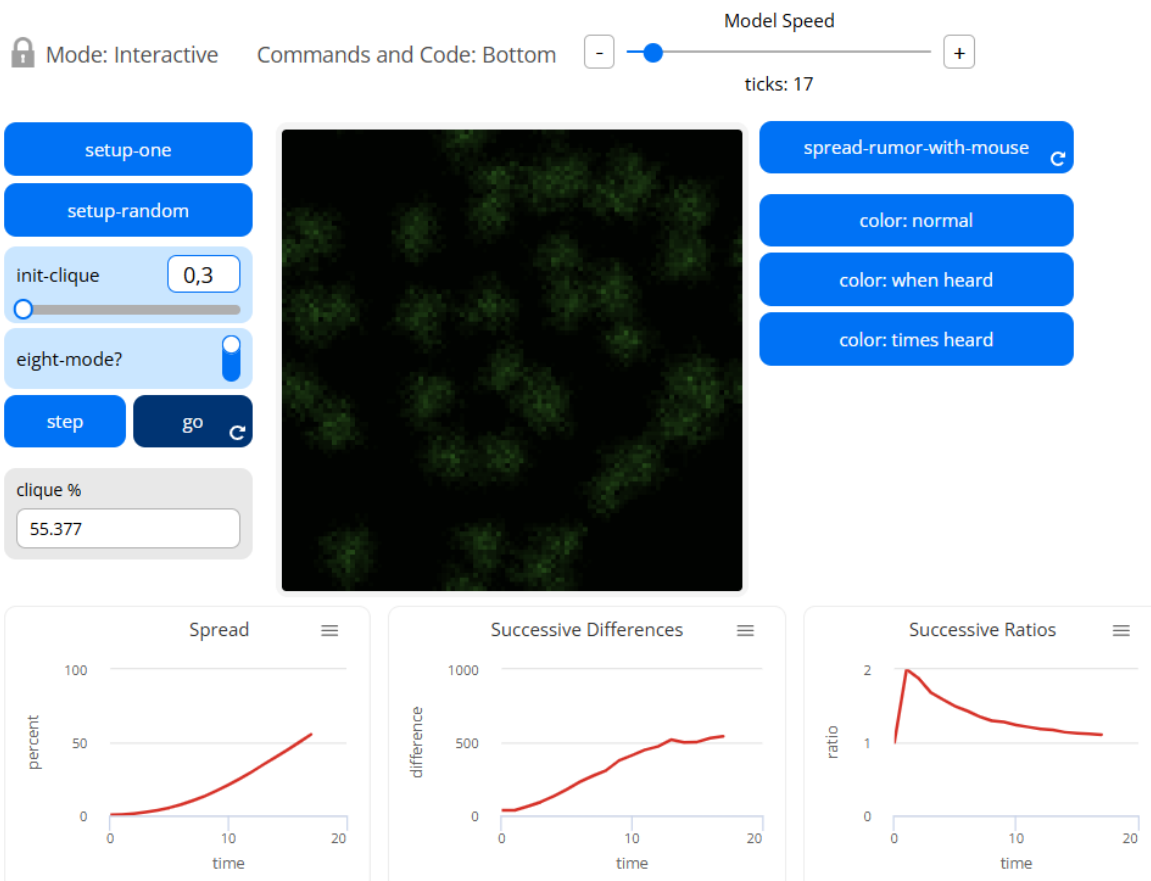 Model Speed
Mode: Interactive
Commands and Code: Bottom
-
+
ticks: 17
setup-one
setup-random
init-clique
0,3
eight-mode?
step
go
clique %
55.377
spread-rumor-with-mouse
color: normal
color: when heard
color: times heard
Spread
100
50
0
percent
0
10
20
time
Successive Differences
1000
500
0
difference
0
10
20
time
Successive Ratios
2
1
0
ratio
0
10
20
time